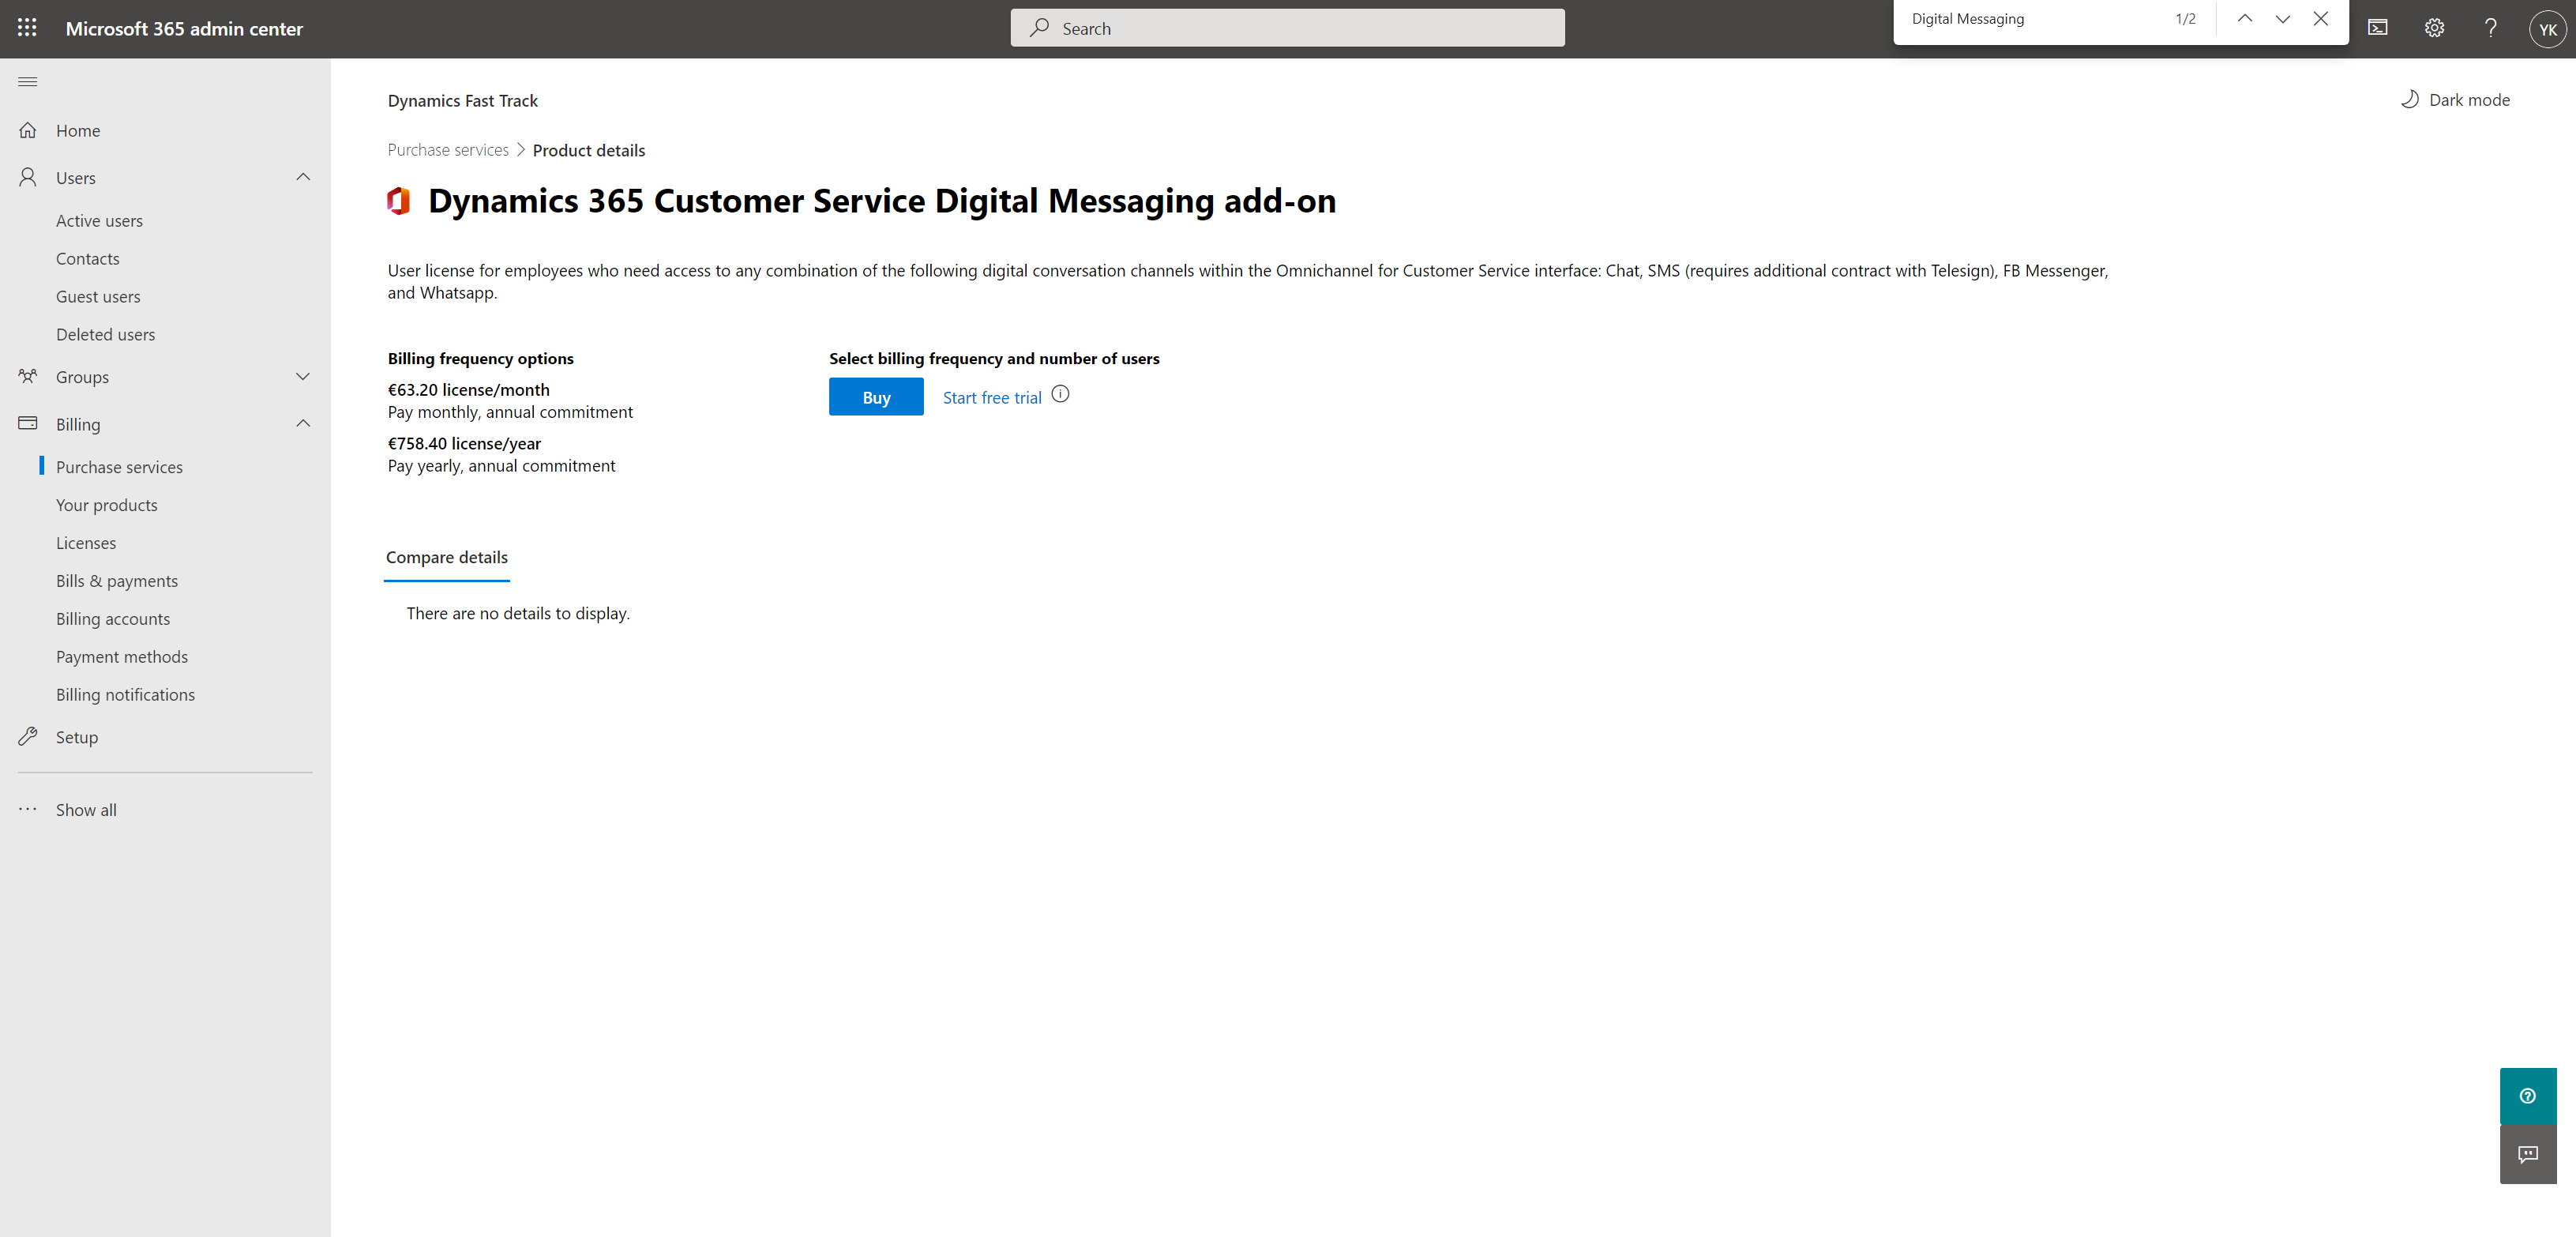 Microsoft 365 admin center
Search
Digital Messaging
1/2
YK
Home
Users
Active users
Contacts
Guest users
Deleted users
Groups
Billing
Purchase services
Your products
Licenses
Bills & payments
Billing accounts
Payment methods
Billing notifications
Setup
Show all
Dynamics Fast Track
Dark mode
Purchase services > Product details
Dynamics 365 Customer Service Digital Messaging add-on
User license for employees who need access to any combination of the following digital conversation channels within the Omnichannel for Customer Service interface: Chat, SMS (requires additional contract with Telesign), FB Messenger,
and Whatsapp.
Billing frequency options
€63.20 license/month
Pay monthly, annual commitment
€758.40 license/year
Pay yearly, annual commitment
Select billing frequency and number of users
Buy
Start free trial
Compare details
There are no details to display.